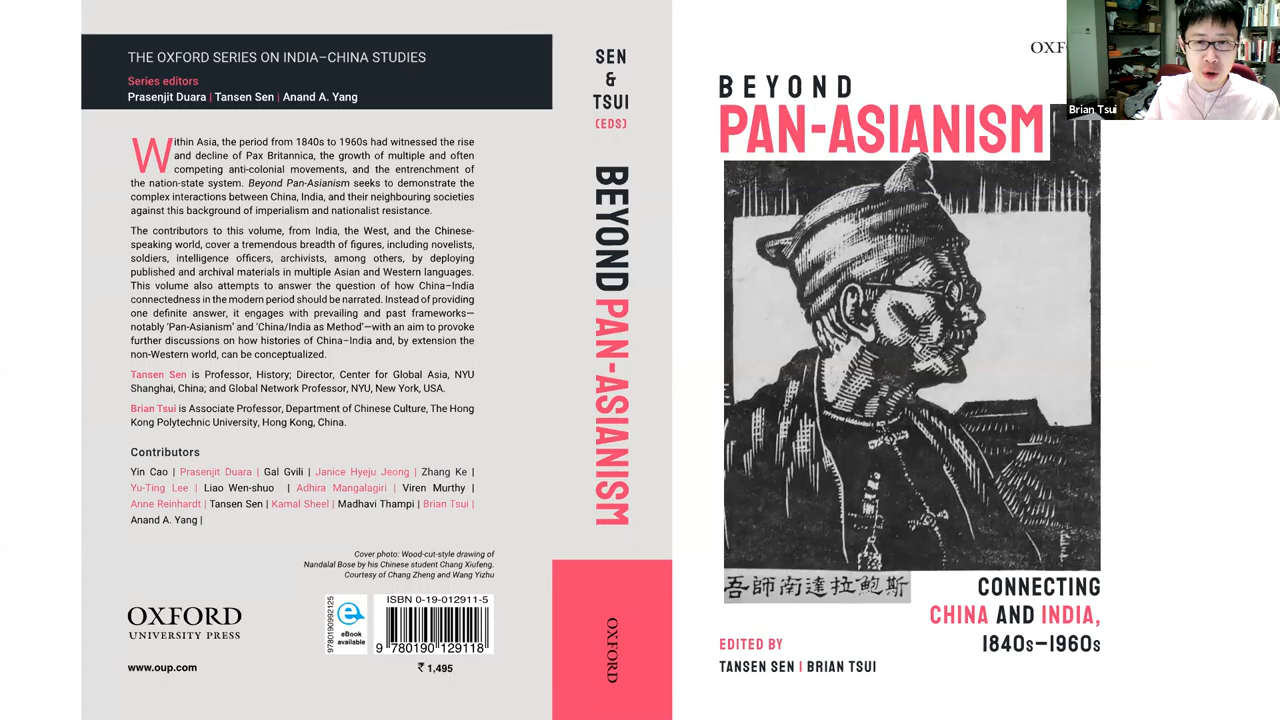 THE OXFORD SERIES ON INDIA–CHINA STUDIES
Series editors
Prasenjit Duara | Tansen Sen | Anand A. Yang
Within Asia, the period from 1840s to 1960s had witnessed the rise
and decline of Pax Britannica, the growth of multiple and often
competing anti-colonial movements, and the entrenchment of
the nation-state system. Beyond Pan-Asianism seeks to demonstrate the
complex interactions between China, India, and their neighbouring societies
against this background of imperialism and nationalist resistance.
The contributors to this volume, from India, the West, and the Chinese-
speaking world, cover a tremendous breadth of figures, including novelists,
soldiers, intelligence officers, archivists, among others, by deploying
published and archival materials in multiple Asian and Western languages.
This volume also attempts to answer the question of how China–India
connectedness in the modern period should be narrated. Instead of providing
one definite answer, it engages with prevailing and past frameworks—
notably ‘Pan-Asianism’ and ‘China/India as Method’—with an aim to provoke
further discussions on how histories of China–India and, by extension the
non-Western world, can be conceptualized.
Tansen Sen is Professor, History; Director, Center for Global Asia, NYU
Shanghai, China; and Global Network Professor, NYU, New York, USA.
Brian Tsui is Associate Professor, Department of Chinese Culture, The Hong
Kong Polytechnic University, Hong Kong, China.
Contributors
Yin Cao | Prasenjit Duara | Gal Gvili | Janice Hyeju Jeong | Zhang Ke |
Yu-Ting Lee | Liao Wen-shuo | Adhira Mangalagiri | Viren Murthy |
Anne Reinhardt | Tansen Sen | Kamal Sheel | Madhavi Thampi | Brian Tsui |
Anand A. Yang |
Cover photo: Wood-cut-style drawing of
Nandalal Bose by his Chinese student Chang Xiufeng.
Courtesy of Chang Zheng and Wang Yizhu
OXFORD
UNIVERSITY PRESS
www.oup.com
9780190992125
e
eBook
available
ISBN 0-19-012911-5
9 780190 129118
₹ 1,495
SEN
&
TSUI
(EDS)
BEYOND PAN-ASIANISM
OXFORD
OXF
BEYOND
PAN-ASIANISM
吾師南達拉鮑斯
CONNECTING
CHINA AND INDIA,
1840s–1960s
EDITED BY
TANSEN SEN | BRIAN TSUI
Brian Tsui